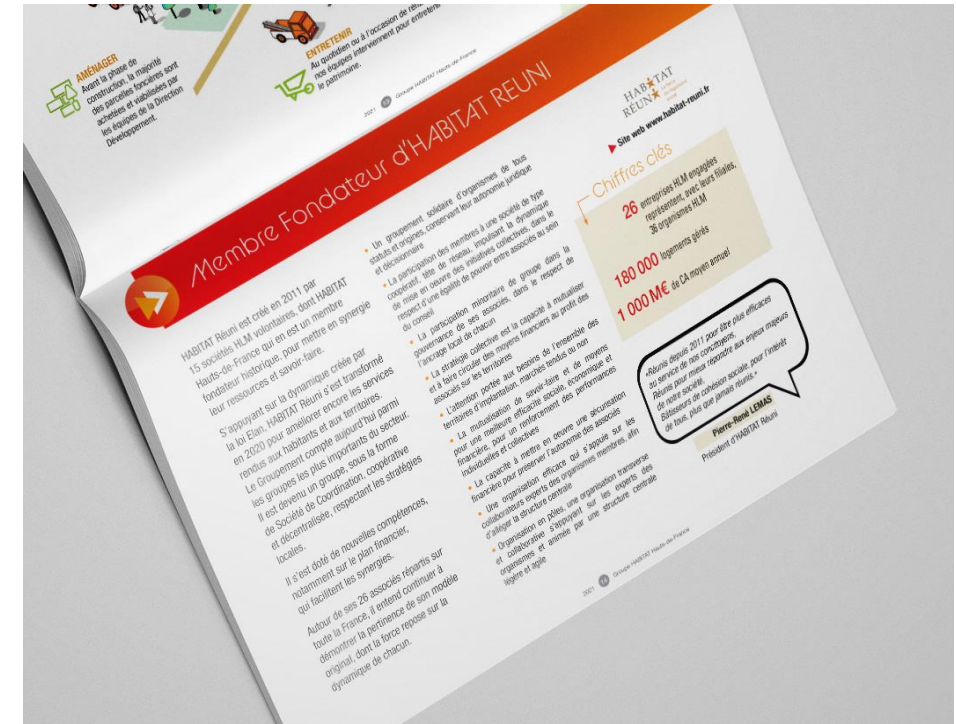 AMÉNAGER
Avant la phase de
construction, la majorité
des parcelles foncières sont
achetées et viabilisées par
les équipes de la Direction
Développement.
ENTRETENIR
Au quotidien ou à l'occasion de
nos équipes interviennent pour entretenir
le patrimoine.
2021 Groupe HABITAT Hauts-de-France
Membre Fondateur d'HABITAT REUNI
HABITAT Réuni est créé en 2011 par
15 sociétés HLM volontaires, dont HABITAT
Hauts-de-France qui en est un membre
fondateur historique, pour mettre en synergie
leur ressources et savoir-faire.
S'appuyant sur la dynamique créée par
la loi Elan, HABITAT Réuni s'est transformé
en 2020 pour améliorer encore les services
rendus aux habitants et aux territoires.
Le Groupement compte aujourd'hui parmi
les groupes les plus importants du secteur.
Il est devenu un groupe, sous la forme
de Société de Coordination, coopérative
et décentralisée, respectant les stratégies
locales.
Il s'est doté de nouvelles compétences,
notamment sur le plan financier,
qui facilitent les synergies.
Autour de ses 26 associés répartis sur
toute la France, il entend continuer à
démontrer la pertinence de son modèle
original, dont la force repose sur la
dynamique de chacun.
• Un groupement solidaire d'organismes de tous
statuts et origines, conservant leur autonomie juridique
et décisionnaire
• La participation des membres à une société de type
coopératif, tête de réseau, impulsant la dynamique
de mise en oeuvre des initiatives collectives, dans le
respect d'une égalité de pouvoir entre associés au sein
du conseil
• La participation minoritaire de groupe dans la
gouvernance de ses associés, dans le respect de
l'ancrage local de chacun
• La stratégie collective est la capacité à mutualiser
et à faire circuler des moyens financiers au profit des
associés sur les territoires
• L'attention portée aux besoins de l'ensemble des
territoires d'implantation, marchés tendus ou non
• La mutualisation de savoir-faire et de moyens
pour une meilleure efficacité sociale, économique et
financière, pour un renforcement des performances
individuelles et collectives
• La capacité à mettre en oeuvre une sécurisation
financière pour préserver l'autonomie des associés
• Une organisation efficace qui s'appuie sur les
collaborateurs experts des organismes membres, afin
d'alléger la structure centrale
• Organisation en pôles, une organisation transverse
et collaborative s'appuyant sur les experts des
organismes et animée par une structure centrale
légère et agile
HABITAT
RÉUNI
Site web www.habitat-reuni.fr
Chiffres clés
26 entreprises HLM engagées
représentent, avec leurs filiales,
36 organismes HLM
180 000 logements gérés
1 000 M€ de CA moyen annuel
«Réunis depuis 2011 pour être plus efficaces
au service de nos concitoyens,
Réunis pour mieux répondre aux enjeux majeurs
de notre société,
Bâtisseurs de cohésion sociale, pour l'intérêt
de tous, plus que jamais réunis.»
Pierre-René LEMAS
Président d'HABITAT Réuni
2021 14 Groupe HABITAT Hauts-de-France